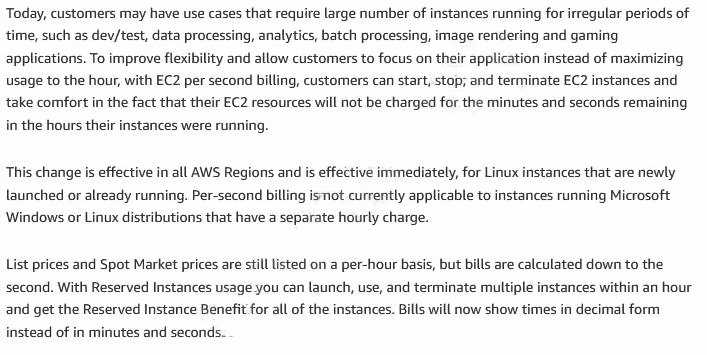 Today, customers may have use cases that require large number of instances running for irregular periods of
time, such as dev/test, data processing, analytics, batch processing, image rendering and gaming
applications. To improve flexibility and allow customers to focus on their application instead of maximizing
usage to the hour, with EC2 per second billing, customers can start, stop, and terminate EC2 instances and
take comfort in the fact that their EC2 resources will not be charged for the minutes and seconds remaining
in the hours their instances were running.
This change is effective in all AWS Regions and is effective immediately, for Linux instances that are newly
launched or already running. Per-second billing is not currently applicable to instances running Microsoft
Windows or Linux distributions that have a separate hourly charge.
List prices and Spot Market prices are still listed on a per-hour basis, but bills are calculated down to the
second. With Reserved Instances usage you can launch, use, and terminate multiple instances within an hour
and get the Reserved Instance Benefit for all of the instances. Bills will now show times in decimal form
instead of in minutes and seconds.